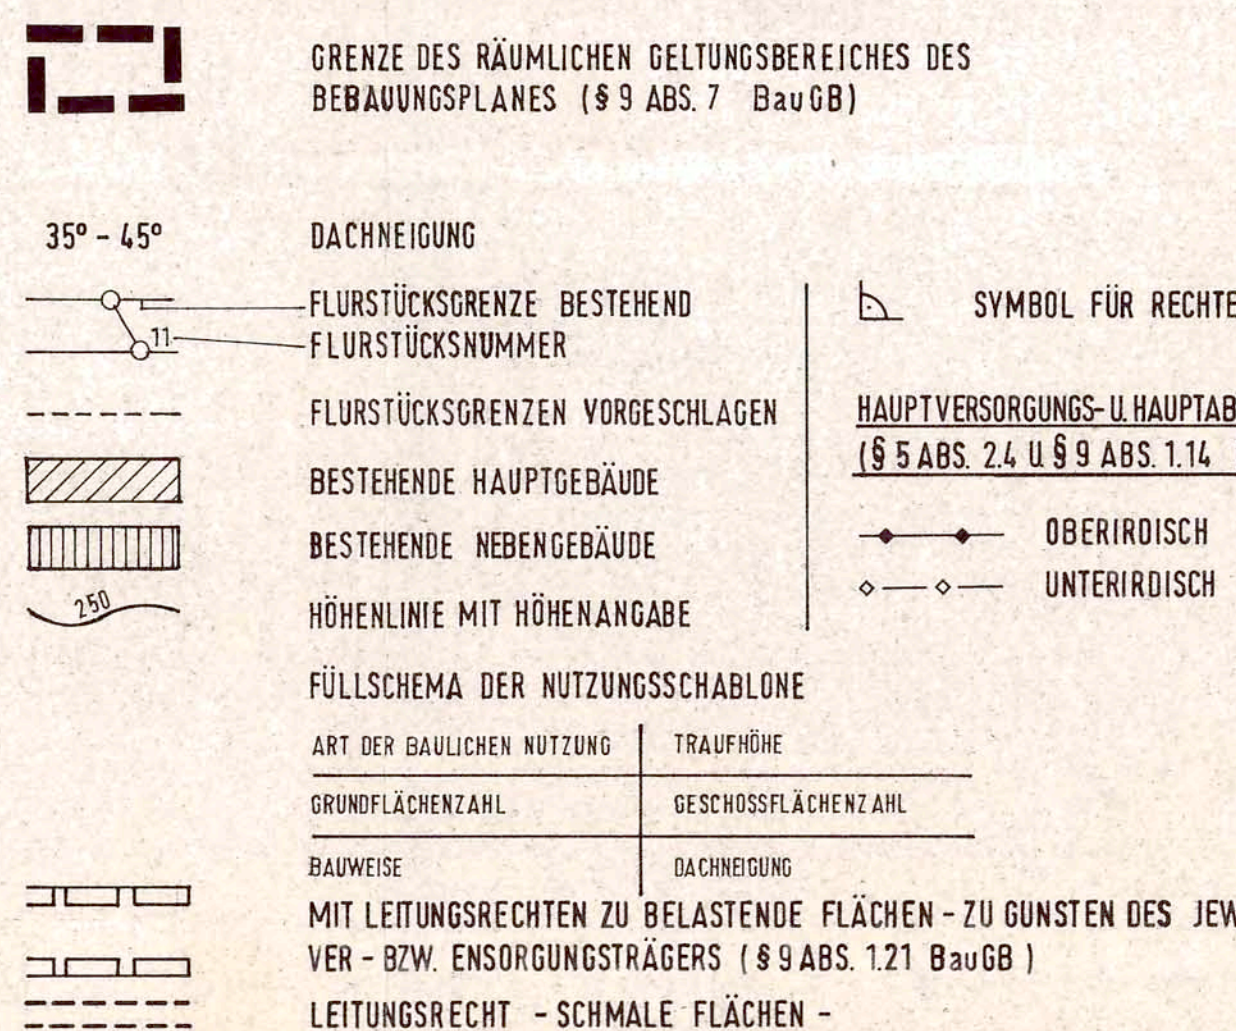 GRENZE DES RÄUMLICHEN GELTUNGSBEREICHES DES
BEBAUUNGSPLANES (§ 9 ABS. 7 BauGB)
35° - 45° DACHNEIGUNG
FLURSTÜCKSGRENZE BESTEHEND
11 FLURSTÜCKSNUMMER
FLURSTÜCKSGRENZEN VORGESCHLAGEN
BESTEHENDE HAUPTGEBÄUDE
BESTEHENDE NEBENGEBÄUDE
250 HÖHENLINIE MIT HÖHENANGABE
SYMBOL FÜR RECHTE
HAUPTVERSORGUNGS- U. HAUPTAB
(§ 5 ABS. 2.4 U. § 9 ABS. 1.14
OBERIRDISCH
UNTERIRDISCH
FÜLLSCHEMA DER NUTZUNGSSCHABLONE
ART DER BAULICHEN NUTZUNG TRAUFHÖHE
GRUNDFLÄCHENZAHL GESCHOSSFLÄCHENZAHL
BAUWEISE DACHNEIGUNG
MIT LEITUNGSRECHTEN ZU BELASTENDE FLÄCHEN - ZU GUNSTEN DES JEW
VER - BZW. ENSORGUNGSTRÄGERS (§ 9 ABS. 1.21 BauGB)
LEITUNGSRECHT - SCHMALE FLÄCHEN -